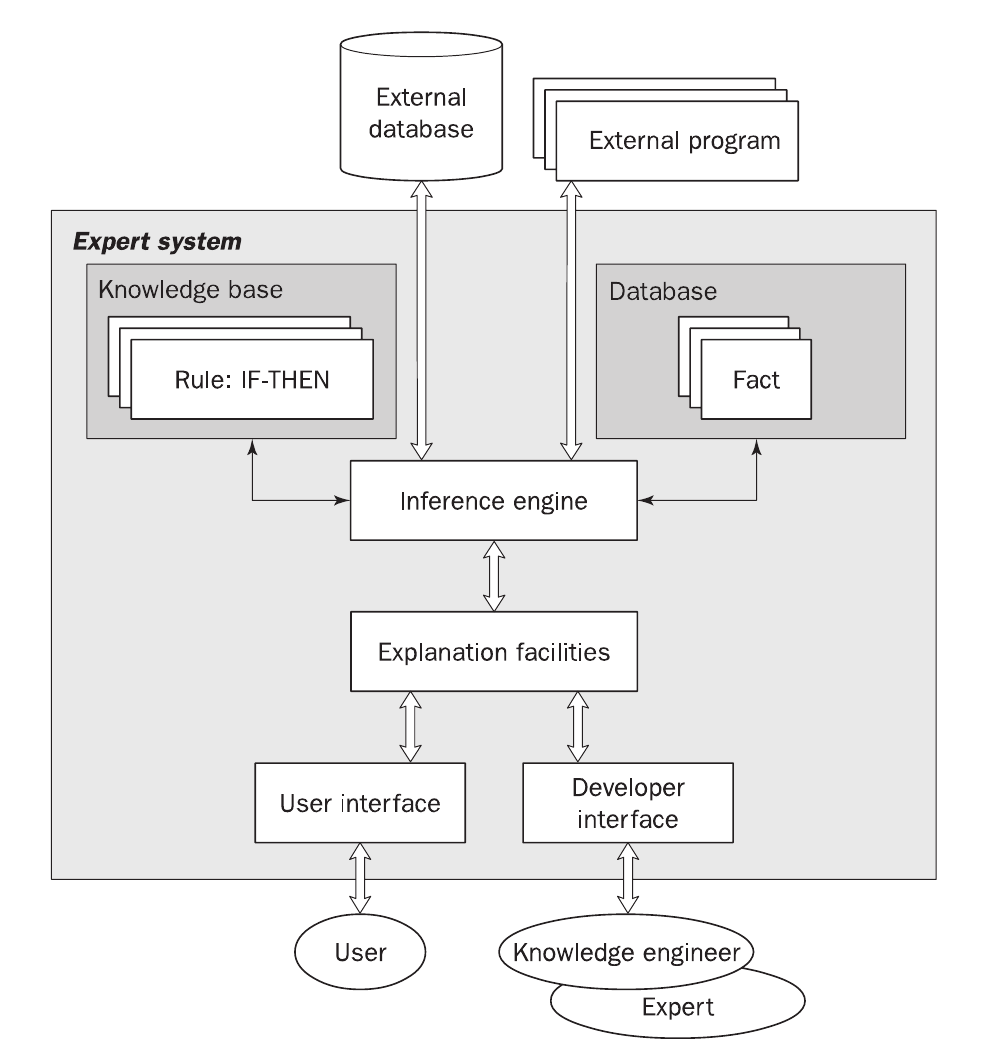 External
database
External program
Expert system
Knowledge base
Rule: IF-THEN
Database
Fact
Inference engine
Explanation facilities
User interface
Developer
interface
User
Knowledge engineer
Expert